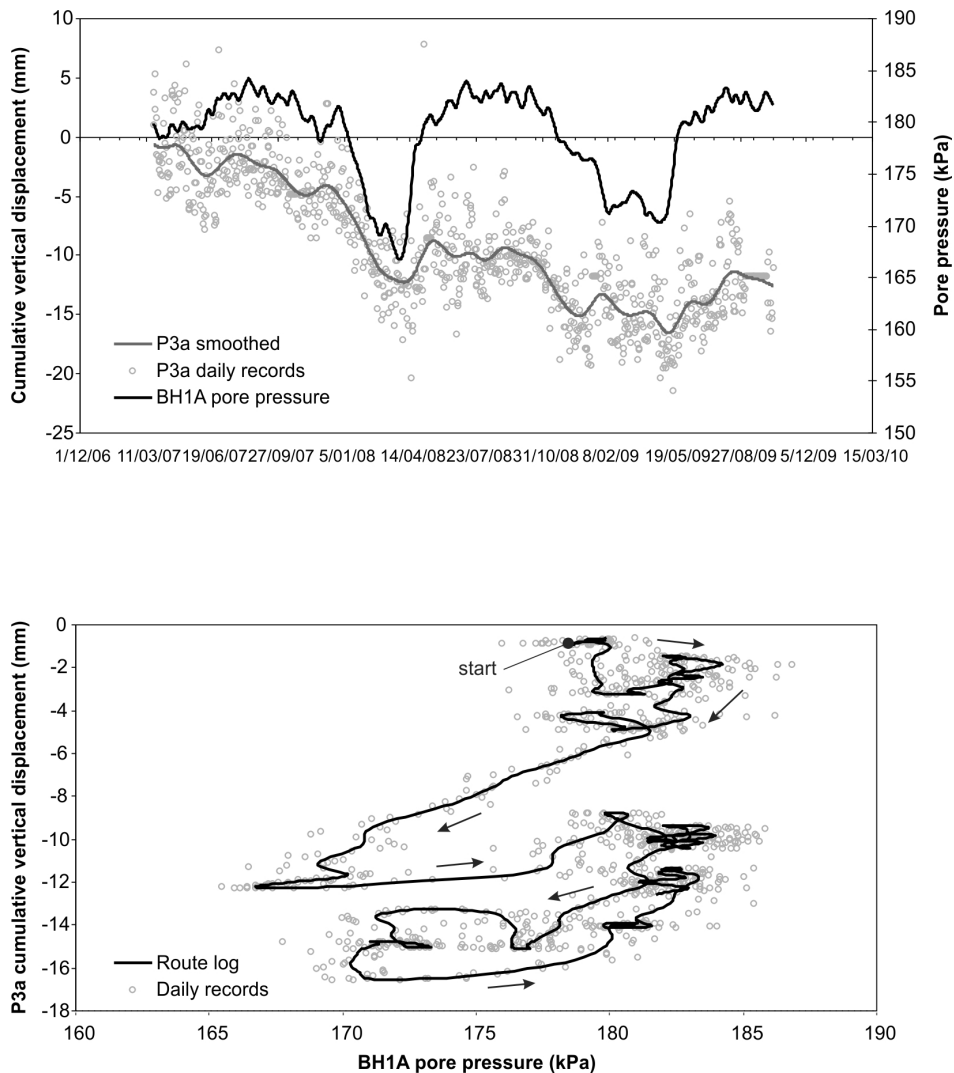 10
5
0
-5
-10
-15
-20
-25
Cumulative vertical displacement (mm)
190
185
180
175
170
165
160
155
150
Pore pressure (kPa)
P3a smoothed
P3a daily records
BH1A pore pressure
1/12/06 11/03/07 19/06/07 27/09/07 5/01/08 14/04/08 23/07/08 31/10/08 8/02/09 19/05/09 27/08/09 5/12/09 15/03/10
0
-2
-4
-6
-8
-10
-12
-14
-16
-18
P3a cumulative vertical displacement (mm)
start
Route log
Daily records
160 165 170 175 180 185 190
BH1A pore pressure (kPa)